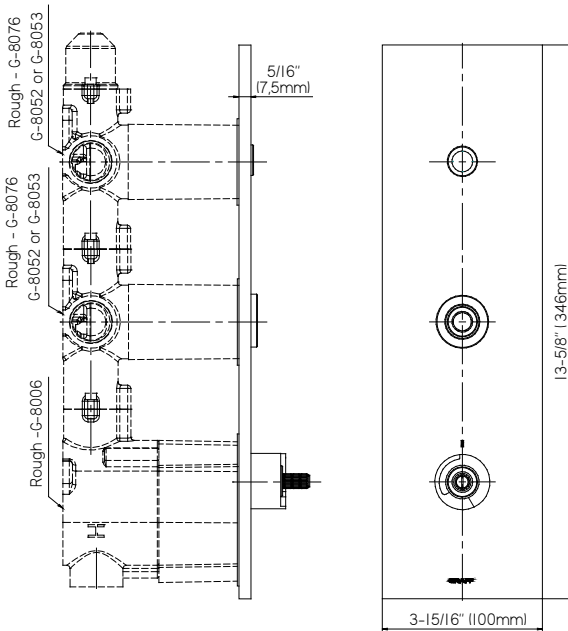 Rough - G-8076
G-8052 or G-8053
Rough - G-8076
G-8052 or G-8053
Rough -G-8006
5/16"
(7,5mm)
13-5/8" (346mm)
GRAFF
3-15/16" (100mm)